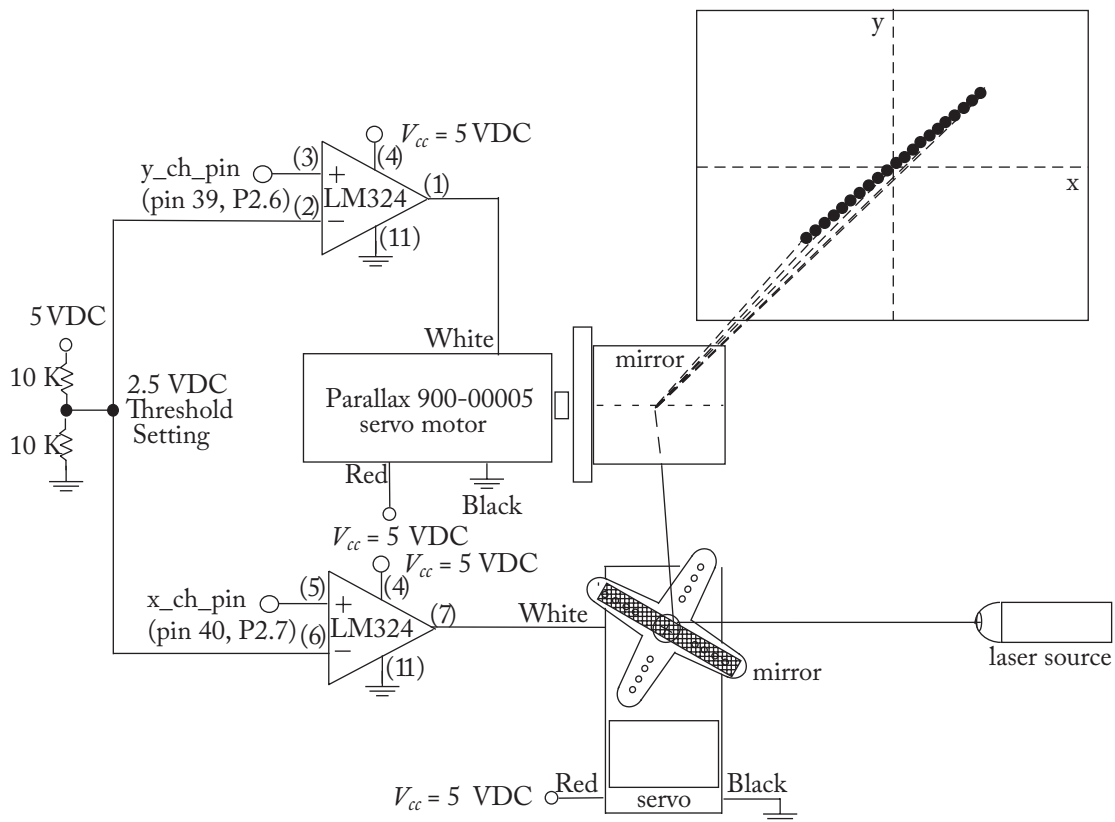 y
x
V_cc = 5 VDC
y_ch_pin
(pin 39, P2.6)
(3)
(4)
+
LM324
(1)
(2)
−
(11)
5 VDC
10 K
10 K
2.5 VDC
Threshold
Setting
White
mirror
Parallax 900-00005
servo motor
Red
Black
V_cc = 5 VDC
V_cc = 5 VDC
x_ch_pin
(pin 40, P2.7)
(5)
(4)
+
LM324
(7)
(6)
−
(11)
White
laser source
mirror
V_cc = 5 VDC
Red
Black
servo